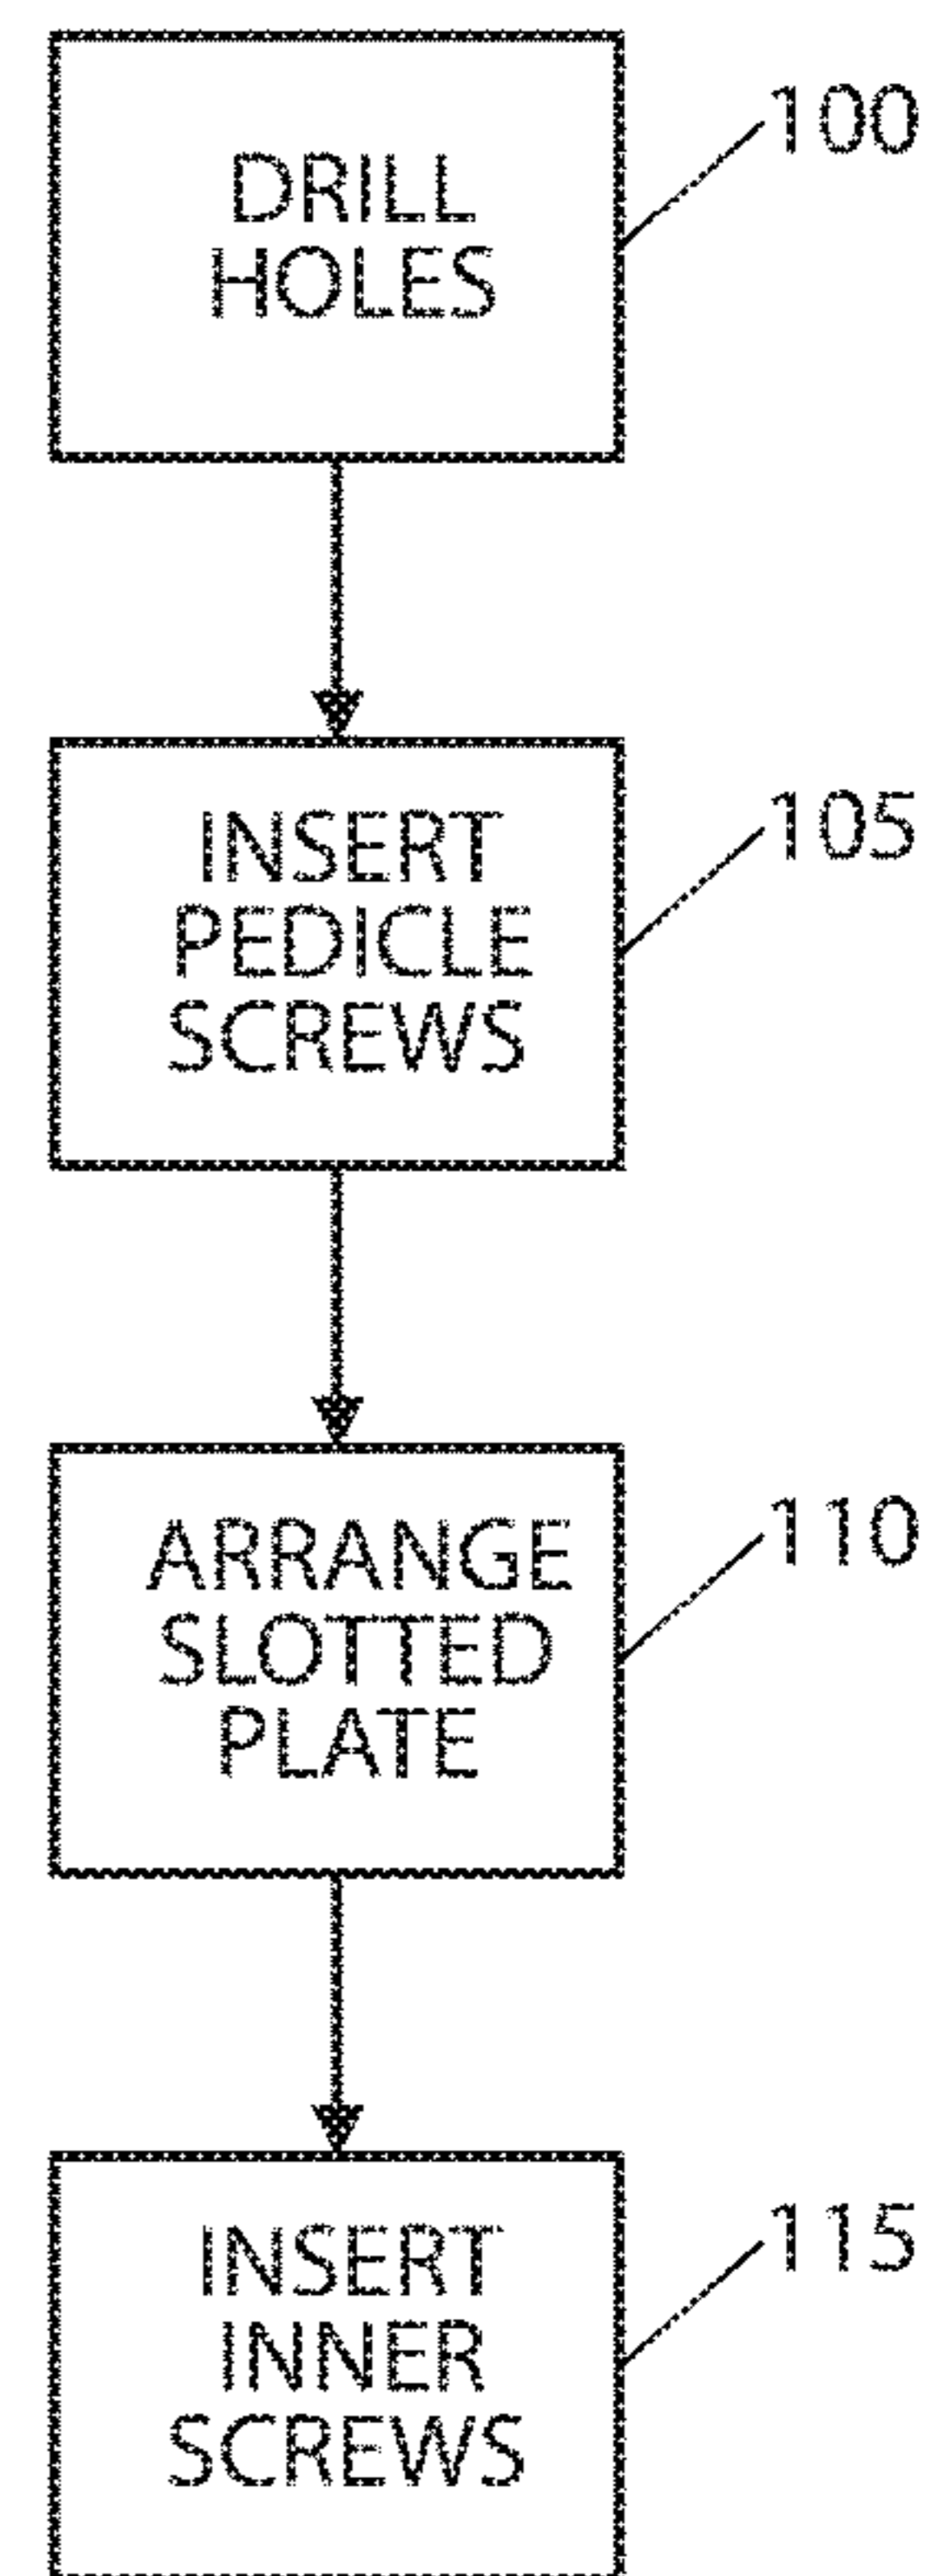 DRILL
HOLES
100
INSERT
PEDICLE
SCREWS
105
ARRANGE
SLOTTED
PLATE
110
INSERT
INNER
SCREWS
115